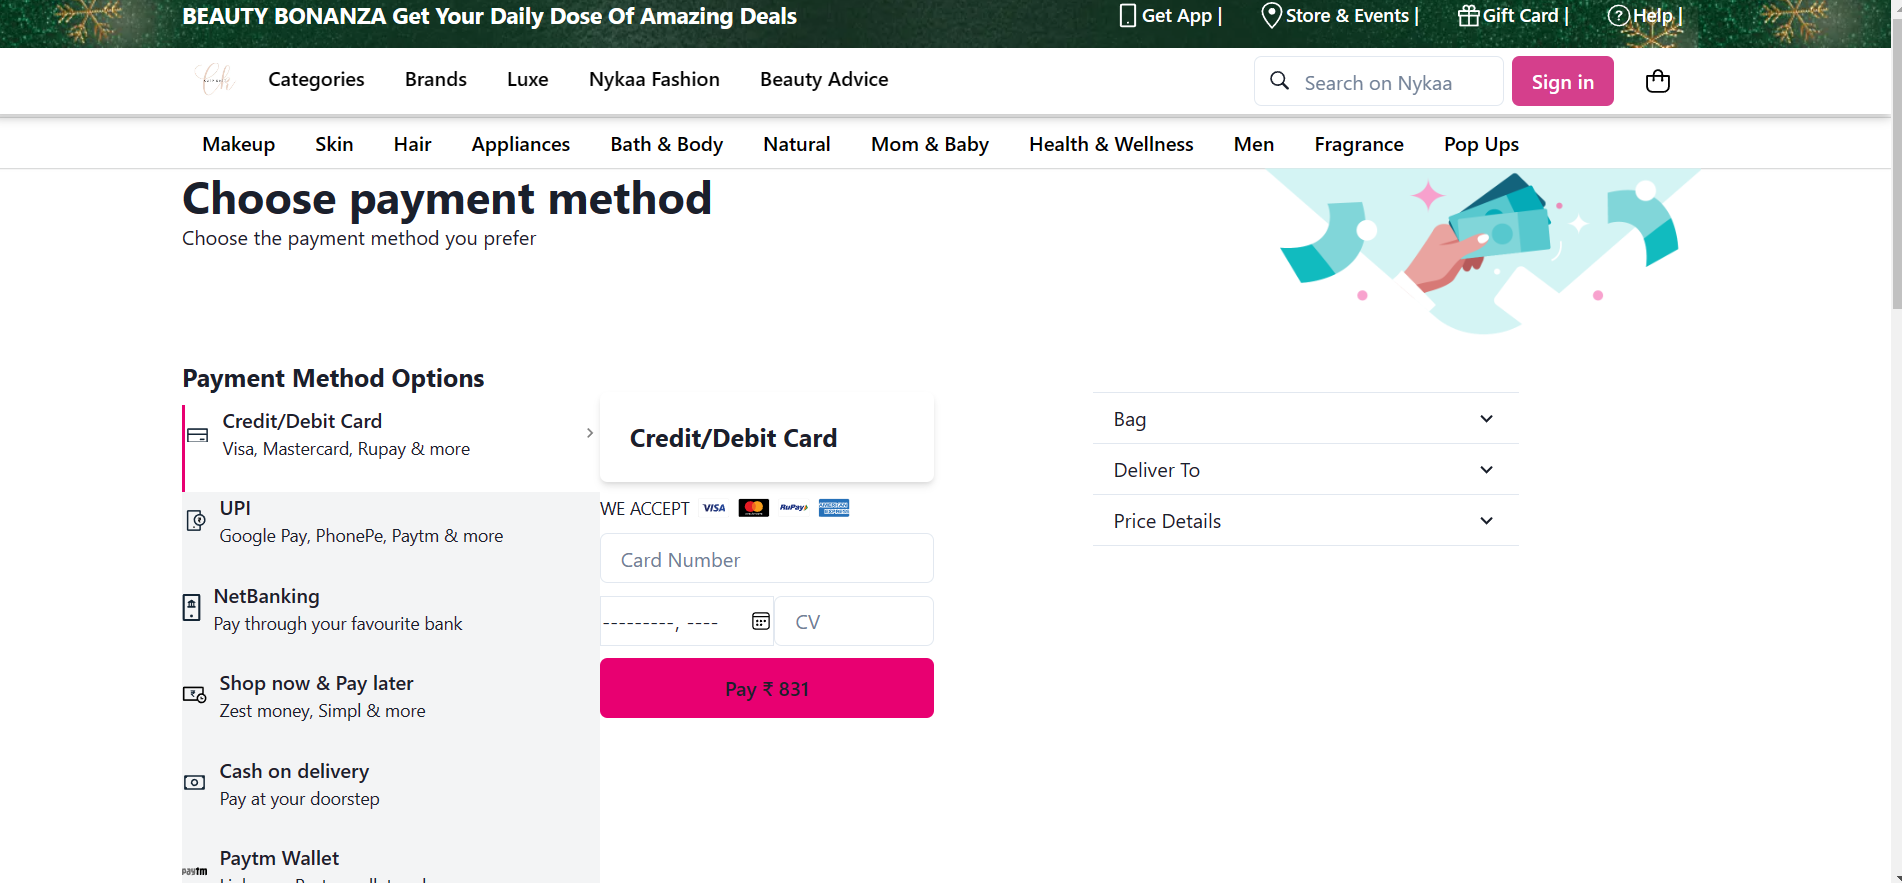 BEAUTY BONANZA Get Your Daily Dose Of Amazing Deals
Get App |
Store & Events |
Gift Card |
Help |
Categories
Brands
Luxe
Nykaa Fashion
Beauty Advice
Search on Nykaa
Sign in
Makeup
Skin
Hair
Appliances
Bath & Body
Natural
Mom & Baby
Health & Wellness
Men
Fragrance
Pop Ups
Choose payment method
Choose the payment method you prefer
Payment Method Options
Credit/Debit Card
Visa, Mastercard, Rupay & more
UPI
Google Pay, PhonePe, Paytm & more
NetBanking
Pay through your favourite bank
Shop now & Pay later
Zest money, Simpl & more
Cash on delivery
Pay at your doorstep
paytm
Paytm Wallet
Credit/Debit Card
WE ACCEPT VISA RuPay AMERICAN EXPRESS
Card Number
---------, ----
CV
Pay ₹ 831
Bag
Deliver To
Price Details